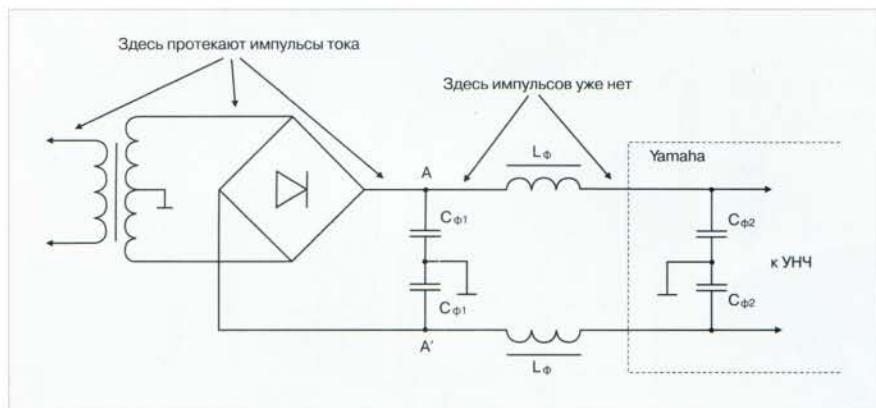 Здесь протекают импульсы тока
Здесь импульсов уже нет
Lф
Yamaha
A
Cф1
Cф2
к УНЧ
Cф1
Cф2
A'
Lф